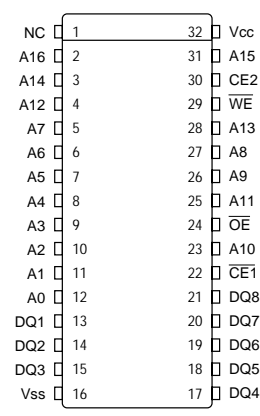 NC 1 32 Vcc
A16 2 31 A15
A14 3 30 CE2
A12 4 29 W̅E̅
A7 5 28 A13
A6 6 27 A8
A5 7 26 A9
A4 8 25 A11
A3 9 24 O̅E̅
A2 10 23 A10
A1 11 22 C̅E̅1̅
A0 12 21 DQ8
DQ1 13 20 DQ7
DQ2 14 19 DQ6
DQ3 15 18 DQ5
Vss 16 17 DQ4